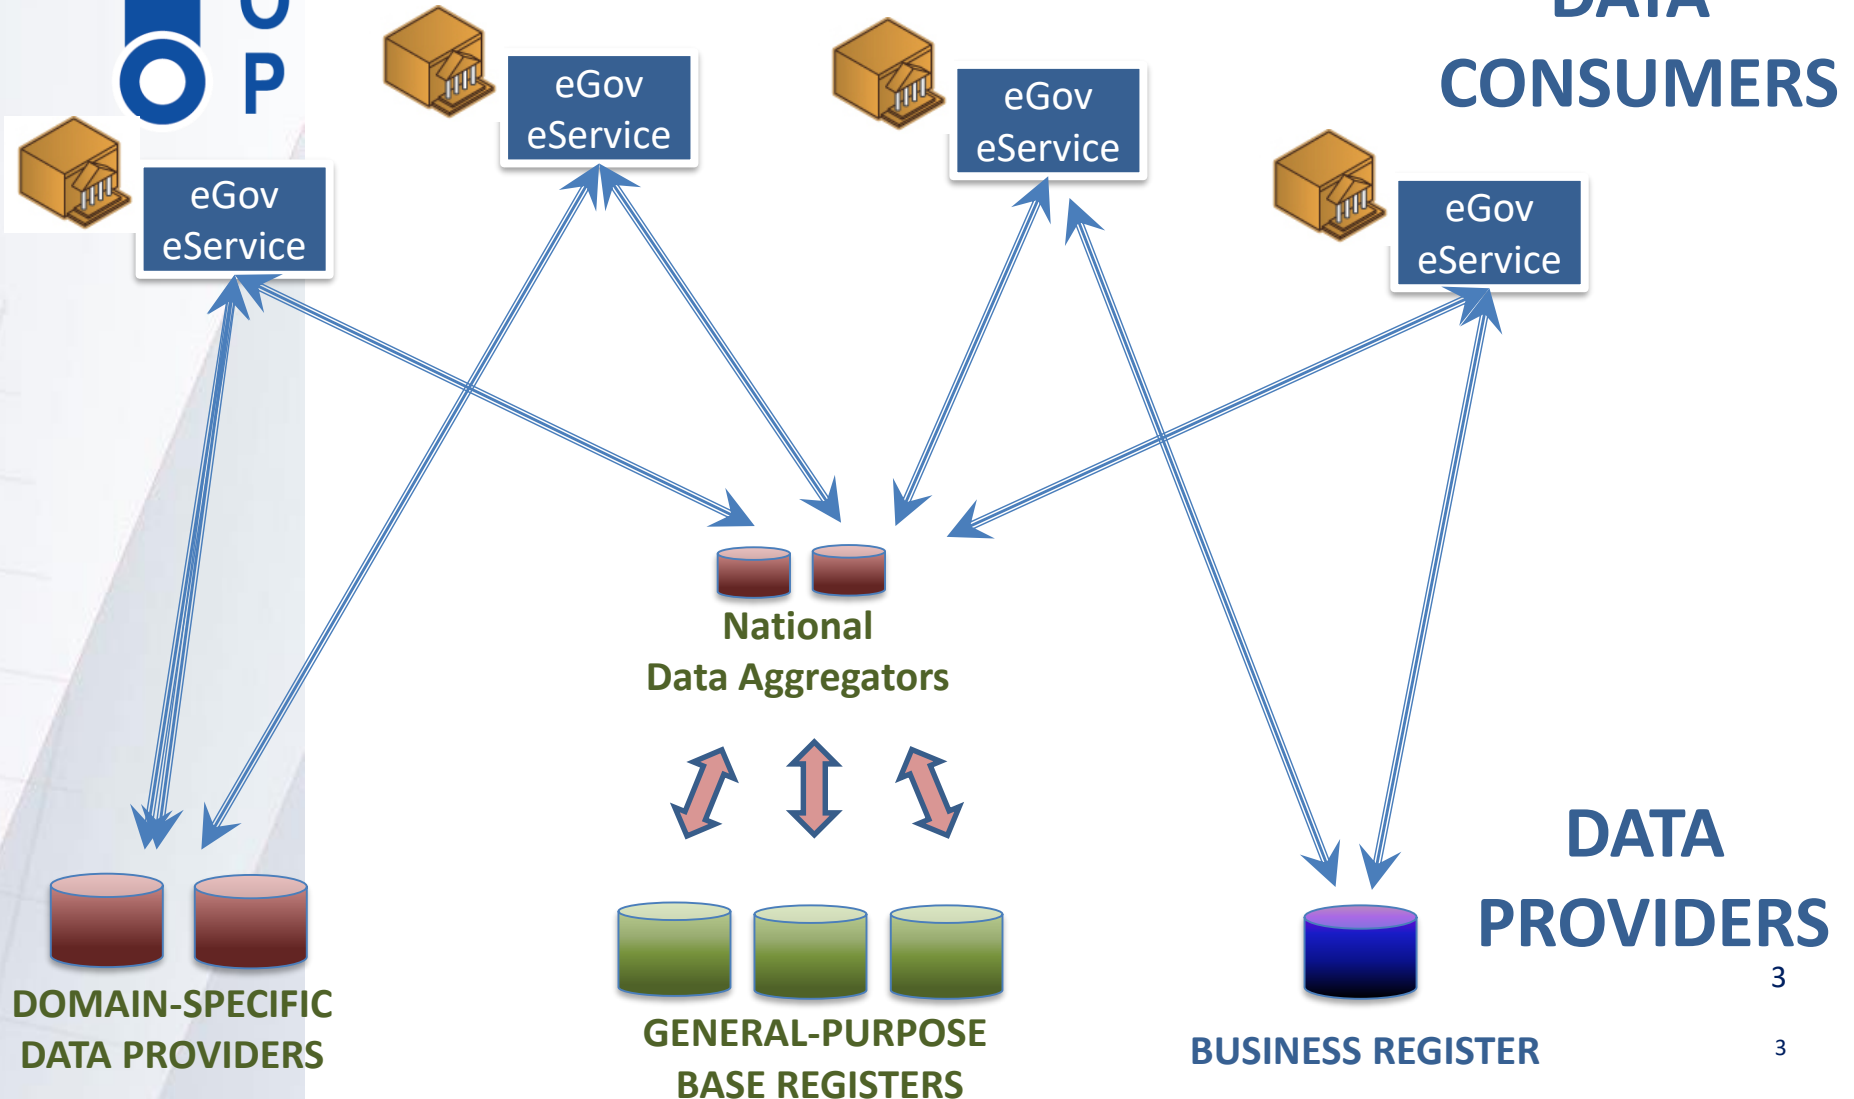 O
P
DATA
CONSUMERS
eGov
eService
eGov
eService
eGov
eService
eGov
eService
National
Data Aggregators
DATA
PROVIDERS
3
DOMAIN-SPECIFIC
DATA PROVIDERS
GENERAL-PURPOSE
BASE REGISTERS
BUSINESS REGISTER
3